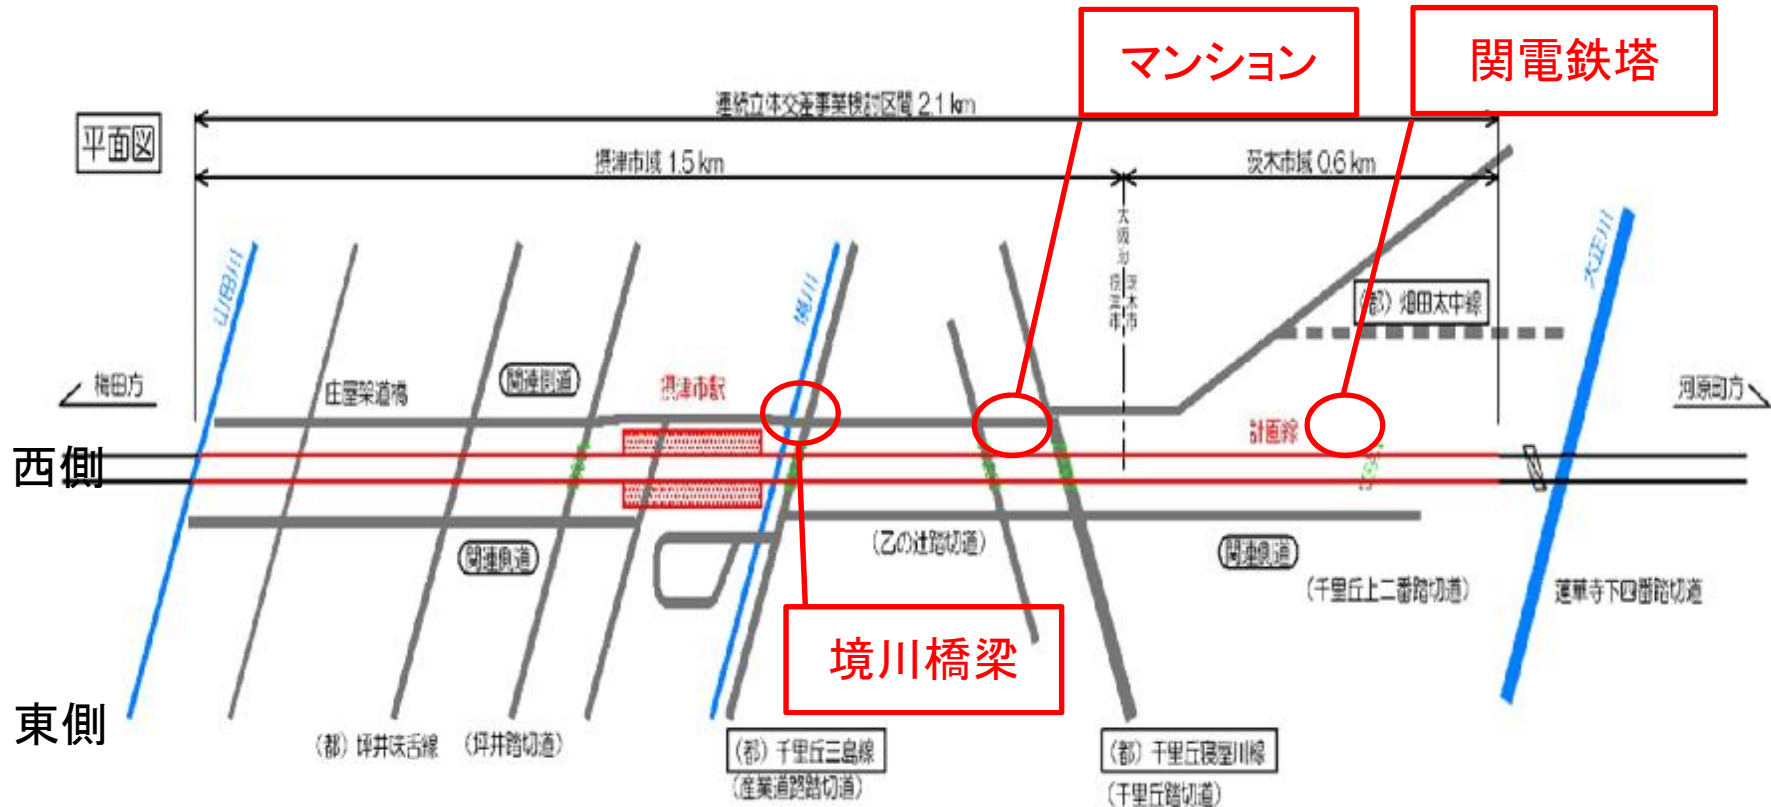 マンション
関電鉄塔
連続立体交差事業検討区間 2.1 km
平面図
摂津市域 1.5 km
茨木市域 0.6 km
山田川
境川
大正川
大阪府
摂津市
茨木市
(都) 畑田太中線
梅田方
庄屋架道橋
関連側道
摂津市駅
計画線
河原町方
西側
関連側道
(乙の辻踏切道)
関連側道
(千里丘上二番踏切道)
蓮華寺下四番踏切道
境川橋梁
東側
(都) 坪井味舌線
(坪井踏切道)
(都) 千里丘三島線
(産業道路踏切道)
(都) 千里丘寝屋川線
(千里丘踏切道)